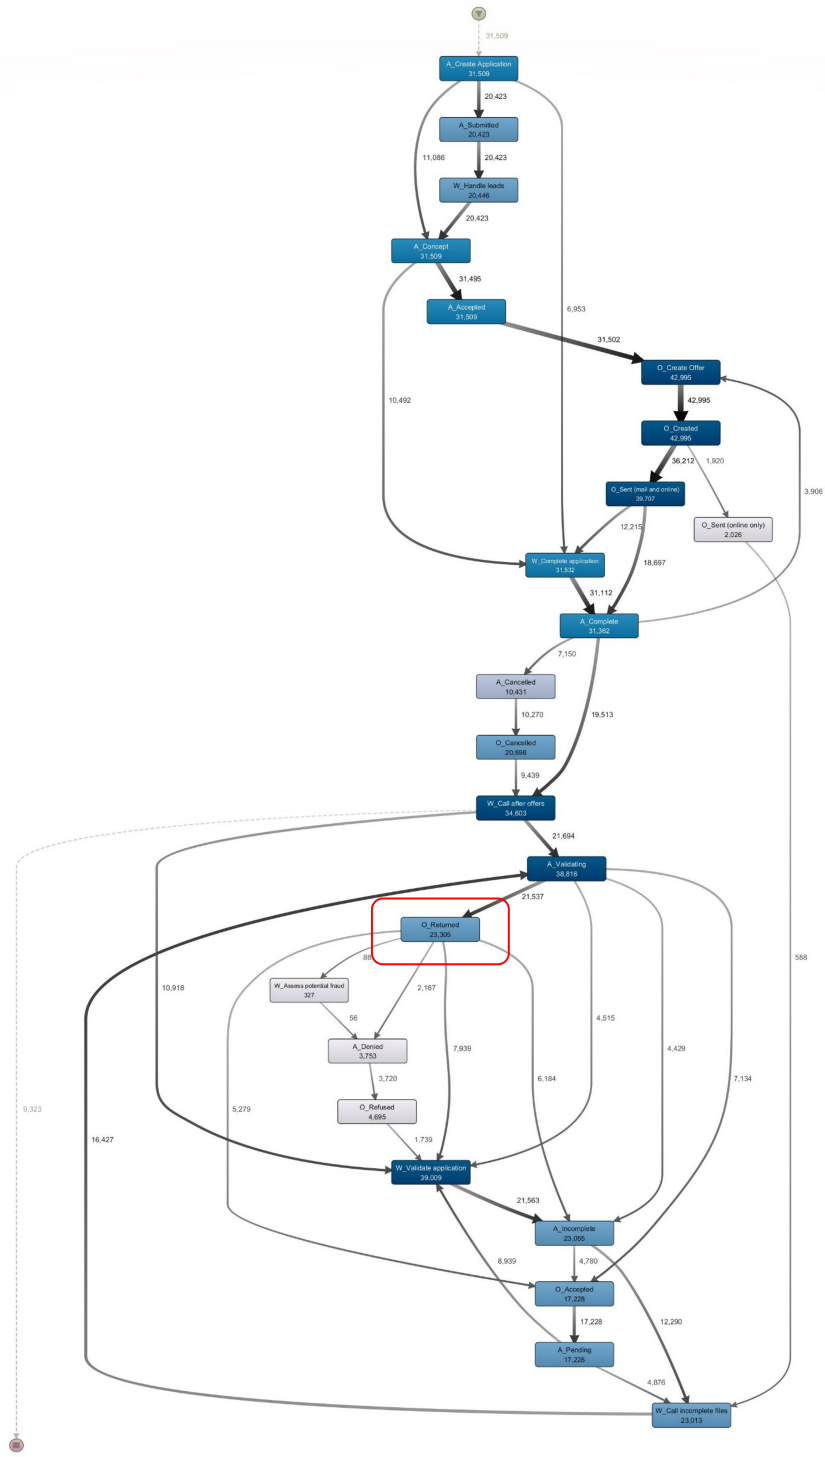 31,509
A_Create Application
31,509
20,423
A_Submitted
20,423
11,086
20,423
W_Handle leads
20,446
20,423
A_Concept
31,509
31,495
A_Accepted
31,509
6,953
31,502
O_Create Offer
42,995
10,492
42,995
O_Created
42,995
36,212
1,920
O_Sent (mail and online)
39,707
3,906
12,215
O_Sent (online only)
2,026
W_Complete application
31,532
18,697
31,112
A_Complete
31,362
7,150
A_Cancelled
10,431
10,270
19,513
O_Cancelled
20,898
9,439
W_Call after offers
34,603
21,694
A_Validating
38,816
21,537
O_Returned
23,305
588
88
W_Assess potential fraud
327
10,918
2,187
56
4,515
A_Denied
3,753
7,939
4,429
3,720
6,184
7,134
9,323
5,279
O_Refused
4,695
16,427
1,739
W_Validate application
39,009
21,563
A_Incomplete
23,055
8,939
4,780
O_Accepted
17,228
17,228
12,290
A_Pending
17,228
4,876
W_Call incomplete files
23,013